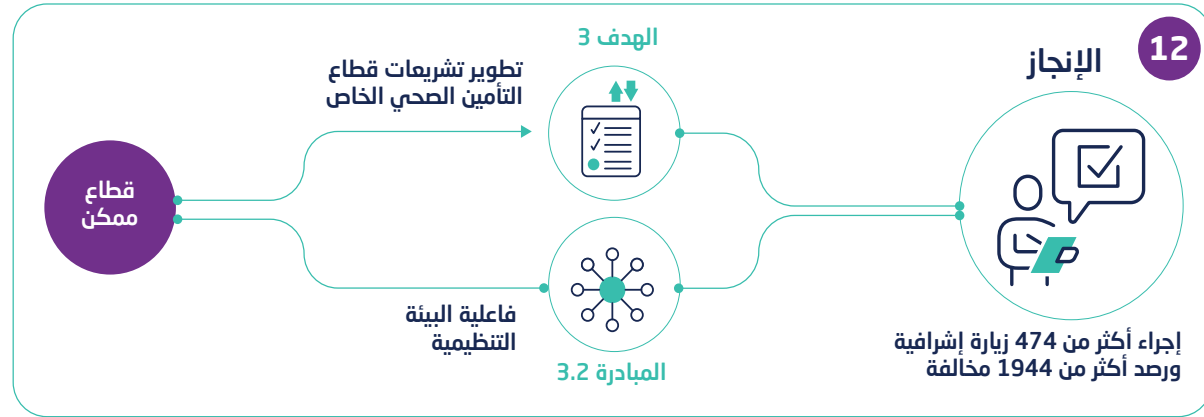 12
الإنجاز
إجراء أكثر من 474 زيارة إشرافية
ورصد أكثر من 1944 مخالفة
الهدف 3
تطوير تشريعات قطاع
التأمين الصحي الخاص
فاعلية البيئة
التنظيمية
المبادرة 3.2
قطاع
ممكن